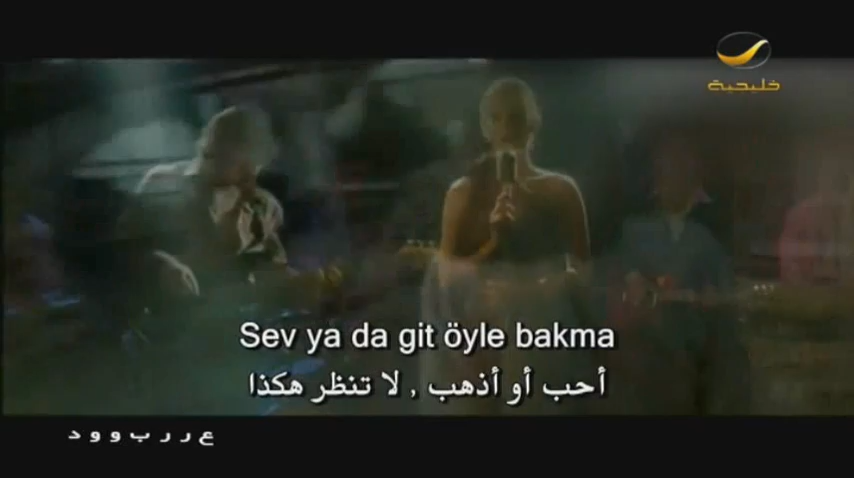 خليجية
Sev ya da git öyle bakma
أحب أو أذهب , لا تنظر هكذا
ع ر ر ب و و د